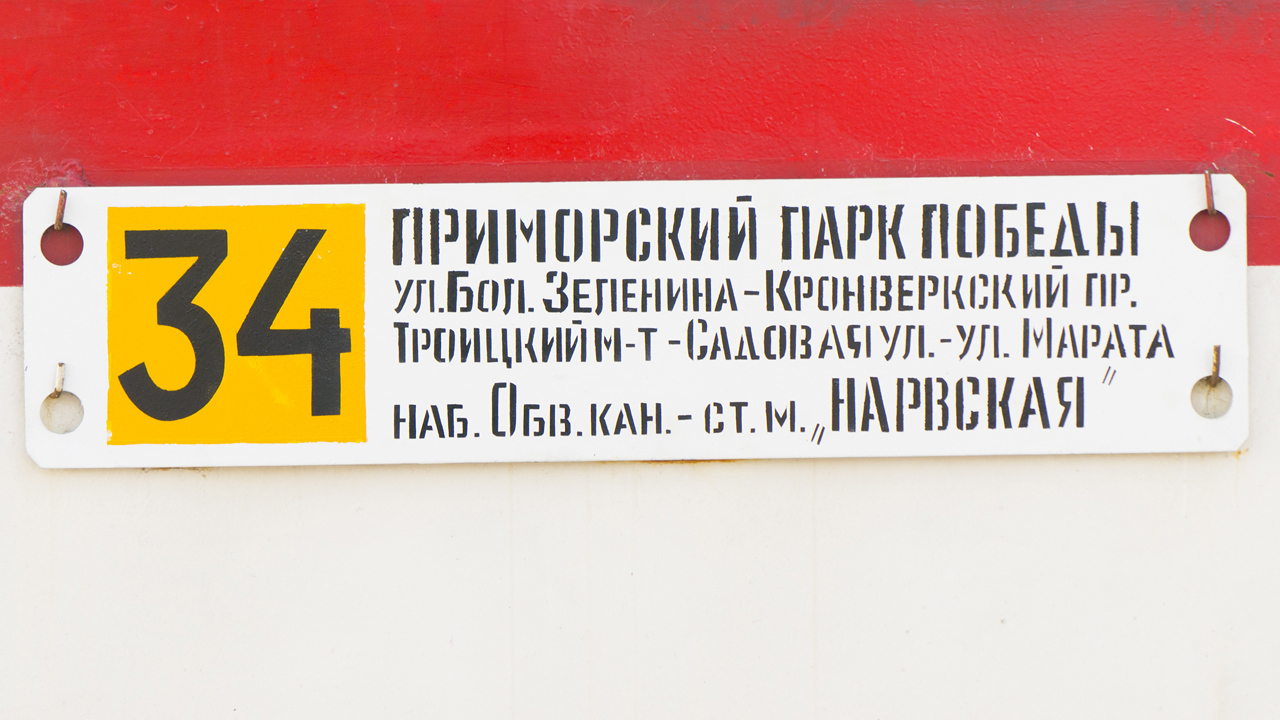 34
ПРИМОРСКИЙ ПАРК ПОБЕДЫ
ул. Бол. Зеленина - Кронверкский пр.
Троицкий м-т - Садовая ул. - ул. Марата
наб. Обв. кан. - ст. м. „НАРВСКАЯ"